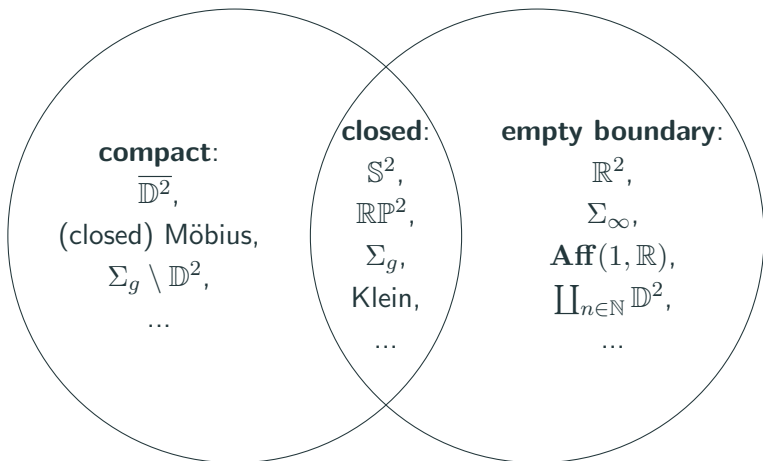 compact:
$\overline{\mathbb{D}^2}$,
(closed) Möbius,
$\Sigma_g \setminus \mathbb{D}^2$,
...
closed:
$\mathbb{S}^2$,
$\mathbb{RP}^2$,
$\Sigma_g$,
Klein,
...
empty boundary:
$\mathbb{R}^2$,
$\Sigma_\infty$,
$\mathbf{Aff}(1, \mathbb{R})$,
$\coprod_{n \in \mathbb{N}} \mathbb{D}^2$,
...